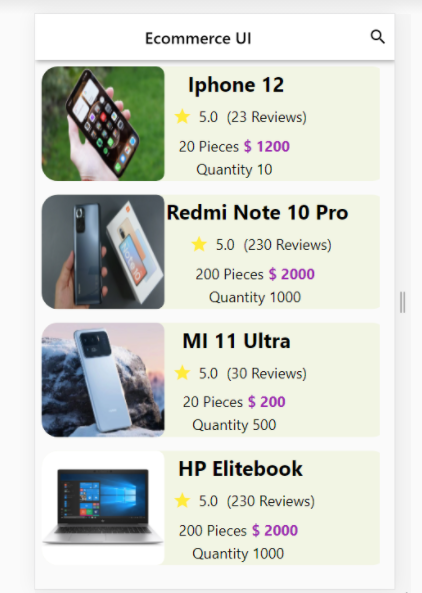 Ecommerce UI
Iphone 12
5.0 (23 Reviews)
20 Pieces $ 1200
Quantity 10
Redmi Note 10 Pro
5.0 (230 Reviews)
200 Pieces $ 2000
Quantity 1000
MI 11 Ultra
5.0 (30 Reviews)
20 Pieces $ 200
Quantity 500
HP Elitebook
5.0 (230 Reviews)
200 Pieces $ 2000
Quantity 1000